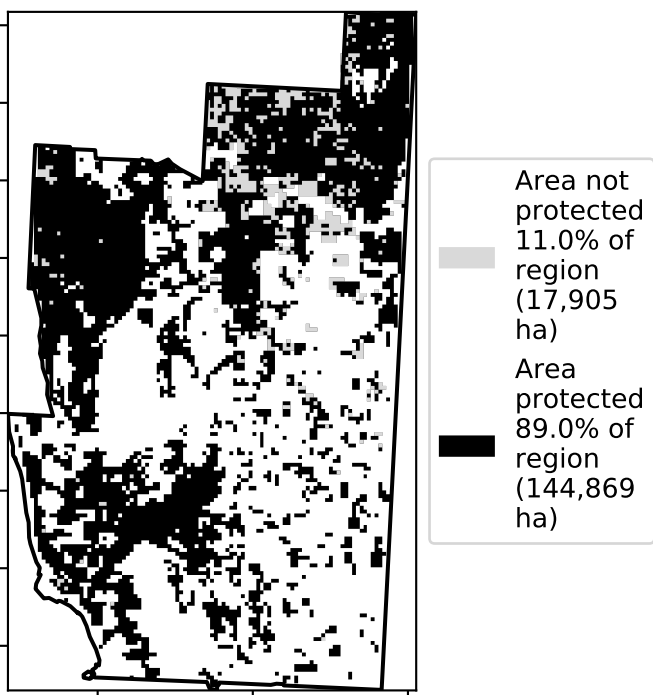 Area not
protected
11.0% of
region
(17,905
ha)
Area
protected
89.0% of
region
(144,869
ha)